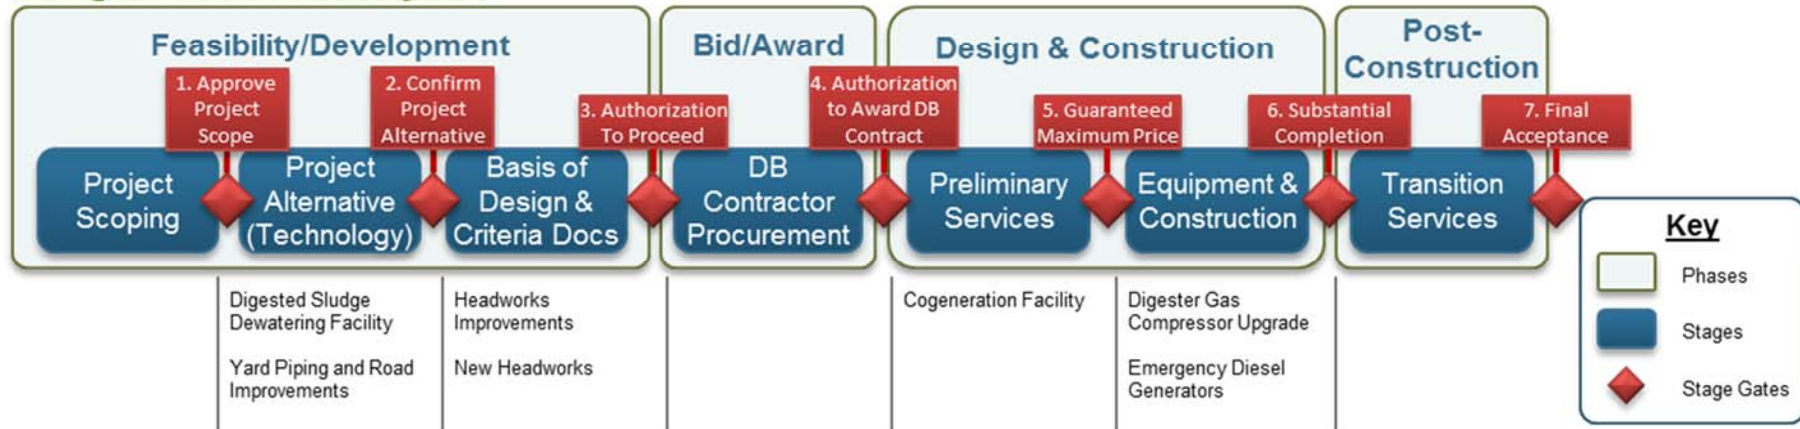 Feasibility/Development
Bid/Award
Design & Construction
Post-
Construction
1. Approve
Project
Scope
2. Confirm
Project
Alternative
3. Authorization
To Proceed
4. Authorization
to Award DB
Contract
5. Guaranteed
Maximum Price
6. Substantial
Completion
7. Final
Acceptance
Project
Scoping
Project
Alternative
(Technology)
Basis of
Design &
Criteria Docs
DB
Contractor
Procurement
Preliminary
Services
Equipment &
Construction
Transition
Services
Digested Sludge
Dewatering Facility
Yard Piping and Road
Improvements
Headworks
Improvements
New Headworks
Cogeneration Facility
Digester Gas
Compressor Upgrade
Emergency Diesel
Generators
Key
Phases
Stages
Stage Gates